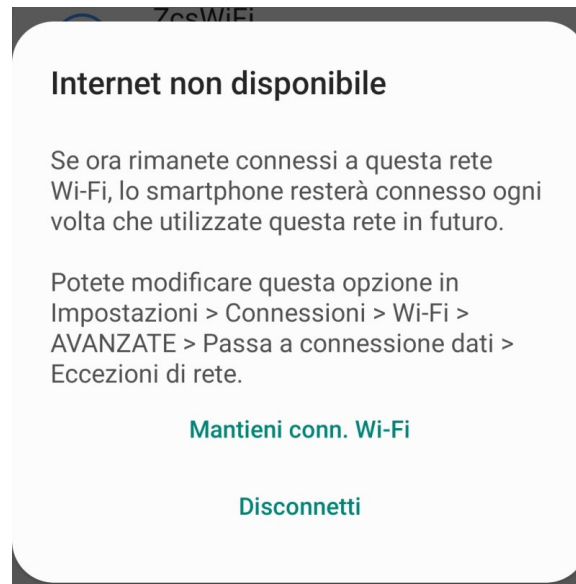 ZcsWiFi
Internet non disponibile
Se ora rimanete connessi a questa rete
Wi-Fi, lo smartphone resterà connesso ogni
volta che utilizzate questa rete in futuro.
Potete modificare questa opzione in
Impostazioni > Connessioni > Wi-Fi >
AVANZATE > Passa a connessione dati >
Eccezioni di rete.
Mantieni conn. Wi-Fi
Disconnetti